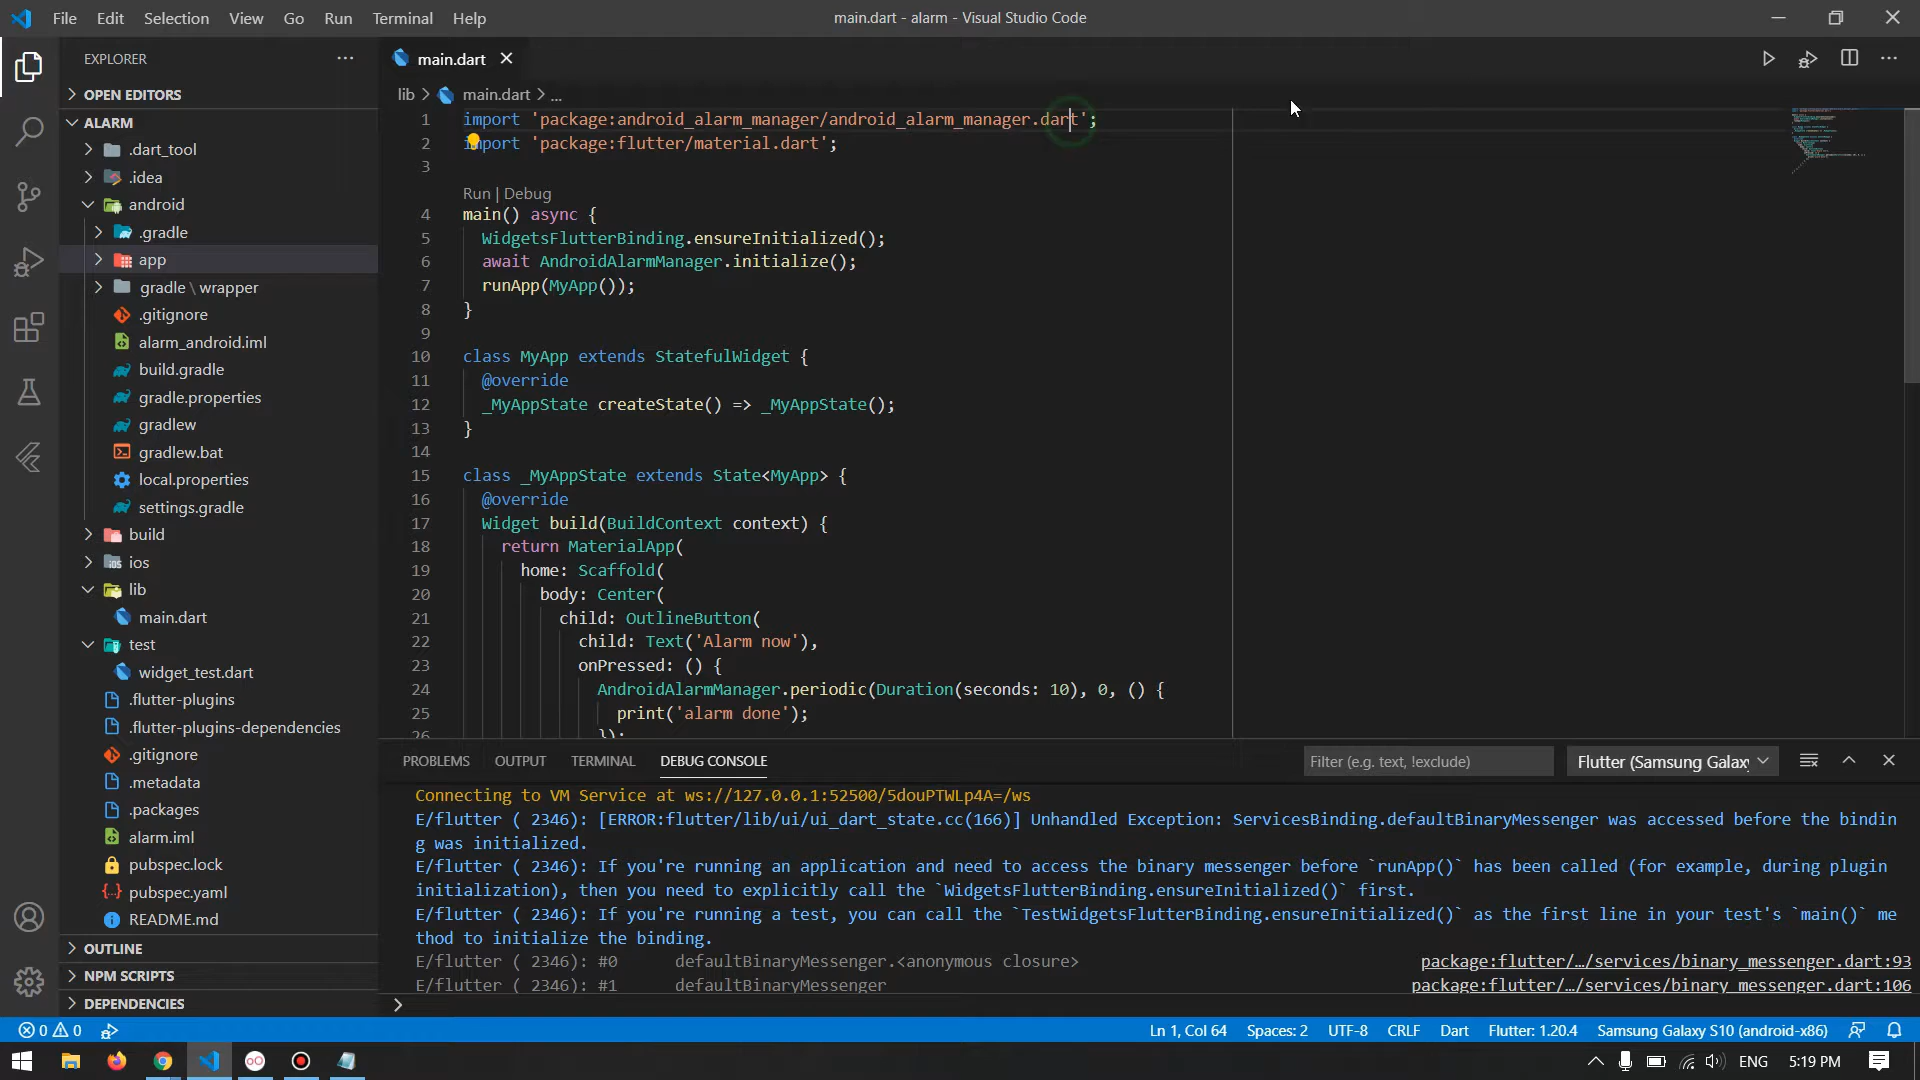 File Edit Selection View Go Run Terminal Help
main.dart - alarm - Visual Studio Code
EXPLORER
OPEN EDITORS
ALARM
.dart_tool
.idea
android
.gradle
app
gradle \ wrapper
.gitignore
alarm_android.iml
build.gradle
gradle.properties
gradlew
gradlew.bat
local.properties
settings.gradle
build
ios
lib
main.dart
test
widget_test.dart
.flutter-plugins
.flutter-plugins-dependencies
.gitignore
.metadata
.packages
alarm.iml
pubspec.lock
pubspec.yaml
README.md
OUTLINE
NPM SCRIPTS
DEPENDENCIES
main.dart
lib > main.dart > ...
1 import 'package:android_alarm_manager/android_alarm_manager.dart';
2 import 'package:flutter/material.dart';
3
Run | Debug
4 main() async {
5 WidgetsFlutterBinding.ensureInitialized();
6 await AndroidAlarmManager.initialize();
7 runApp(MyApp());
8 }
9
10 class MyApp extends StatefulWidget {
11 @override
12 _MyAppState createState() => _MyAppState();
13 }
14
15 class _MyAppState extends State<MyApp> {
16 @override
17 Widget build(BuildContext context) {
18 return MaterialApp(
19 home: Scaffold(
20 body: Center(
21 child: OutlineButton(
22 child: Text('Alarm now'),
23 onPressed: () {
24 AndroidAlarmManager.periodic(Duration(seconds: 10), 0, () {
25 print('alarm done');
26 });
PROBLEMS OUTPUT TERMINAL DEBUG CONSOLE
Filter (e.g. text, !exclude)
Flutter (Samsung Galaxy
Connecting to VM Service at ws://127.0.0.1:52500/5douPTWLp4A=/ws
E/flutter ( 2346): [ERROR:flutter/lib/ui/ui_dart_state.cc(166)] Unhandled Exception: ServicesBinding.defaultBinaryMessenger was accessed before the bindin
g was initialized.
E/flutter ( 2346): If you're running an application and need to access the binary messenger before `runApp()` has been called (for example, during plugin
initialization), then you need to explicitly call the `WidgetsFlutterBinding.ensureInitialized()` first.
E/flutter ( 2346): If you're running a test, you can call the `TestWidgetsFlutterBinding.ensureInitialized()` as the first line in your test's `main()` me
thod to initialize the binding.
E/flutter ( 2346): #0 defaultBinaryMessenger.<anonymous closure> package:flutter/…/services/binary_messenger.dart:93
E/flutter ( 2346): #1 defaultBinaryMessenger package:flutter/…/services/binary_messenger.dart:106
0 0
Ln 1, Col 64 Spaces: 2 UTF-8 CRLF Dart Flutter: 1.20.4 Samsung Galaxy S10 (android-x86)
ENG 5:19 PM